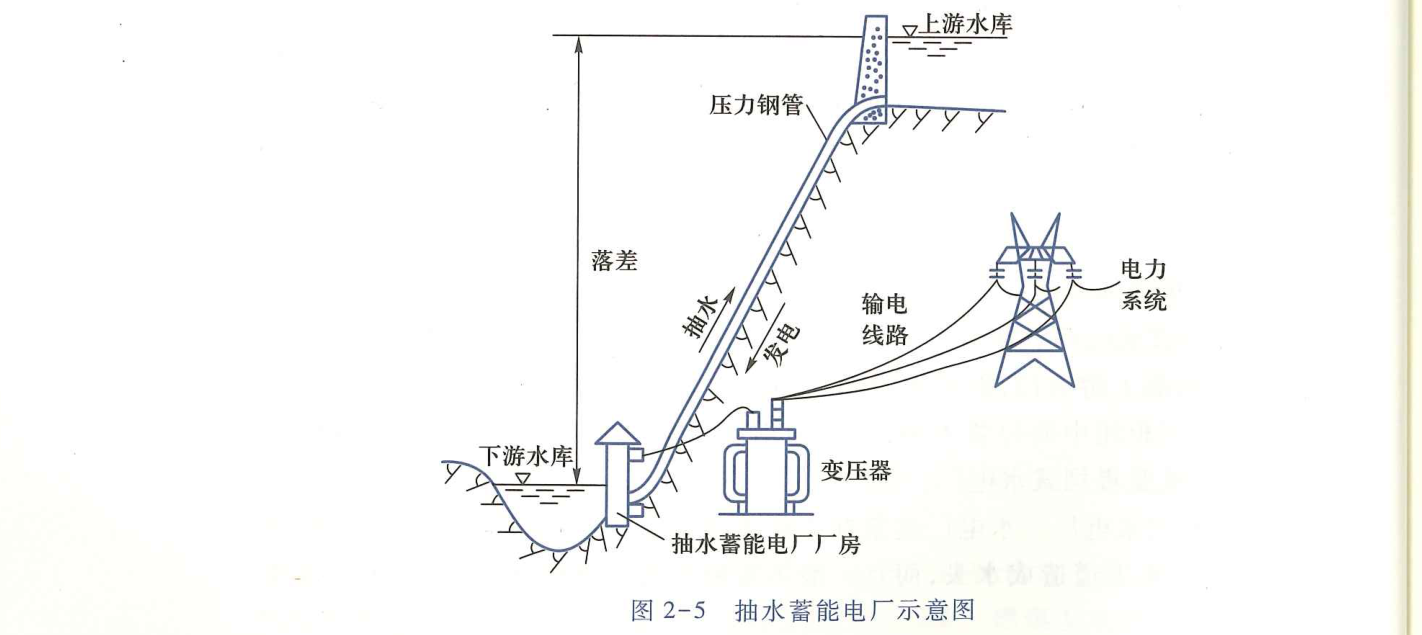 上游水库
压力钢管
落差
抽水
发电
输电
线路
电力
系统
下游水库
变压器
抽水蓄能电厂厂房
图 2-5 抽水蓄能电厂示意图